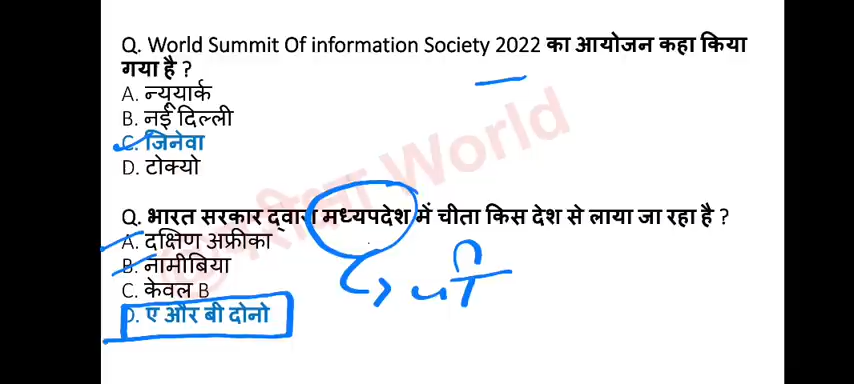 Q. World Summit Of information Society 2022 का आयोजन कहा किया
गया है ?
A. न्यूयार्क
B. नई दिल्ली
C. जिनेवा
D. टोक्यो
Q. भारत सरकार द्वारा मध्यपदेश में चीता किस देश से लाया जा रहा है ?
A. दक्षिण अफ्रीका
B. नामीबिया
C. केवल B
D. ए और बी दोनो